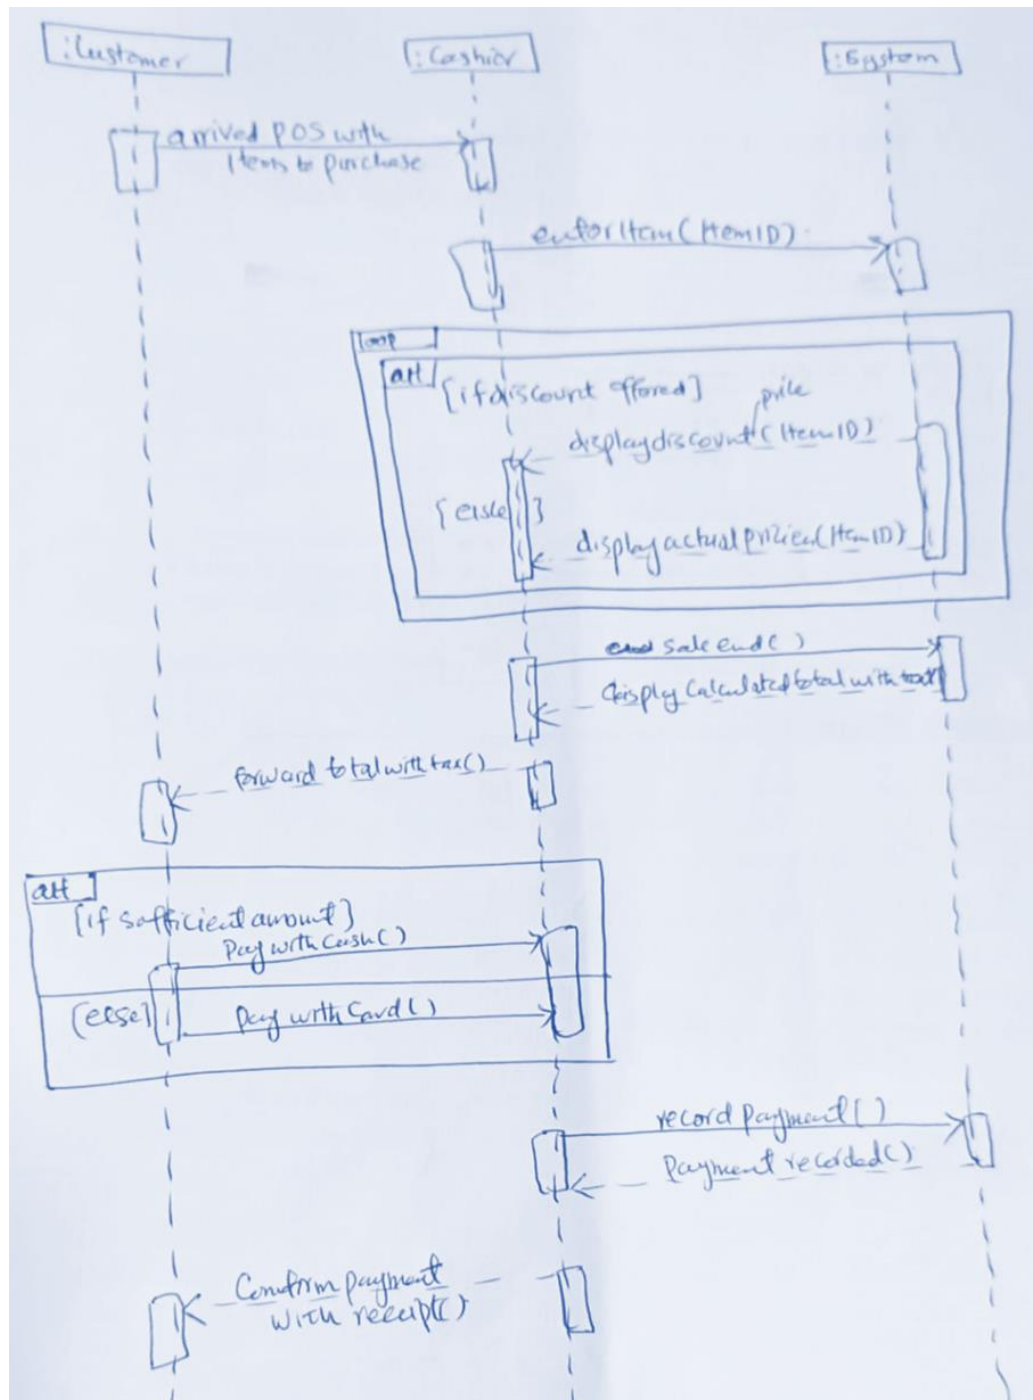 :Customer
:Cashier
:System
arrived POS with
items to purchase
enterItem(ItemID)
loop
alt
[if discount offered]
price
displaydiscount(ItemID)
[else]
displayactualpri(ItemID)
sale end()
display Calculated total with tax()
forward total with tax()
alt
[if sufficient amount]
Pay with Cash()
[else]
pay with Card()
record payment()
Payment recorded()
Confirm payment
with receipt()